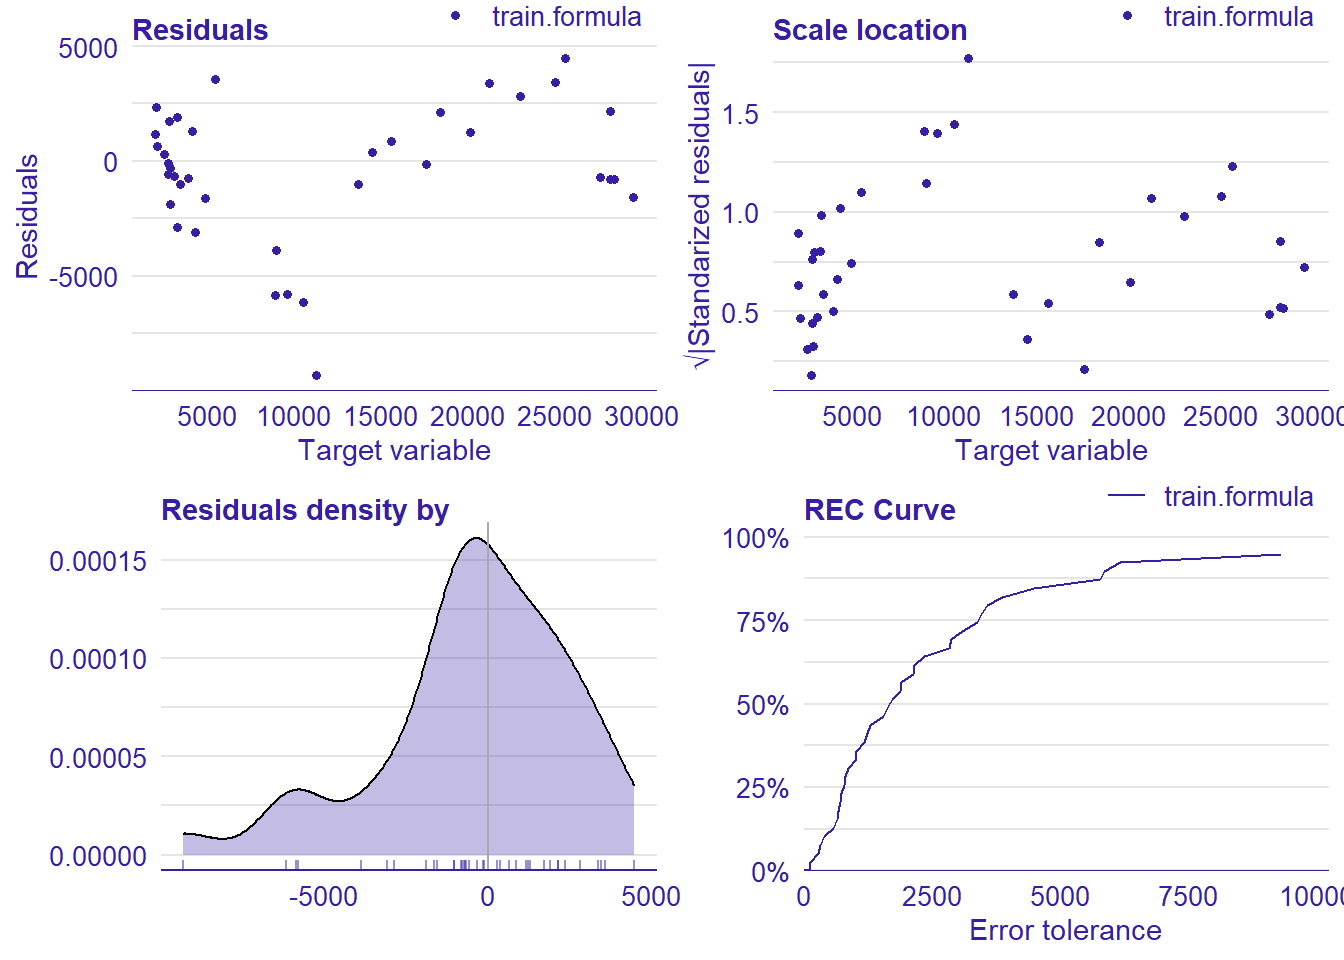 Residuals
train.formula
5000
0
-5000
Residuals
5000 10000 15000 20000 25000 30000
Target variable
Scale location
train.formula
1.5
1.0
0.5
√|Standarized residuals|
5000 10000 15000 20000 25000 30000
Target variable
Residuals density by
0.00015
0.00010
0.00005
0.00000
-5000 0 5000
REC Curve
train.formula
100%
75%
50%
25%
0%
0 2500 5000 7500 10000
Error tolerance